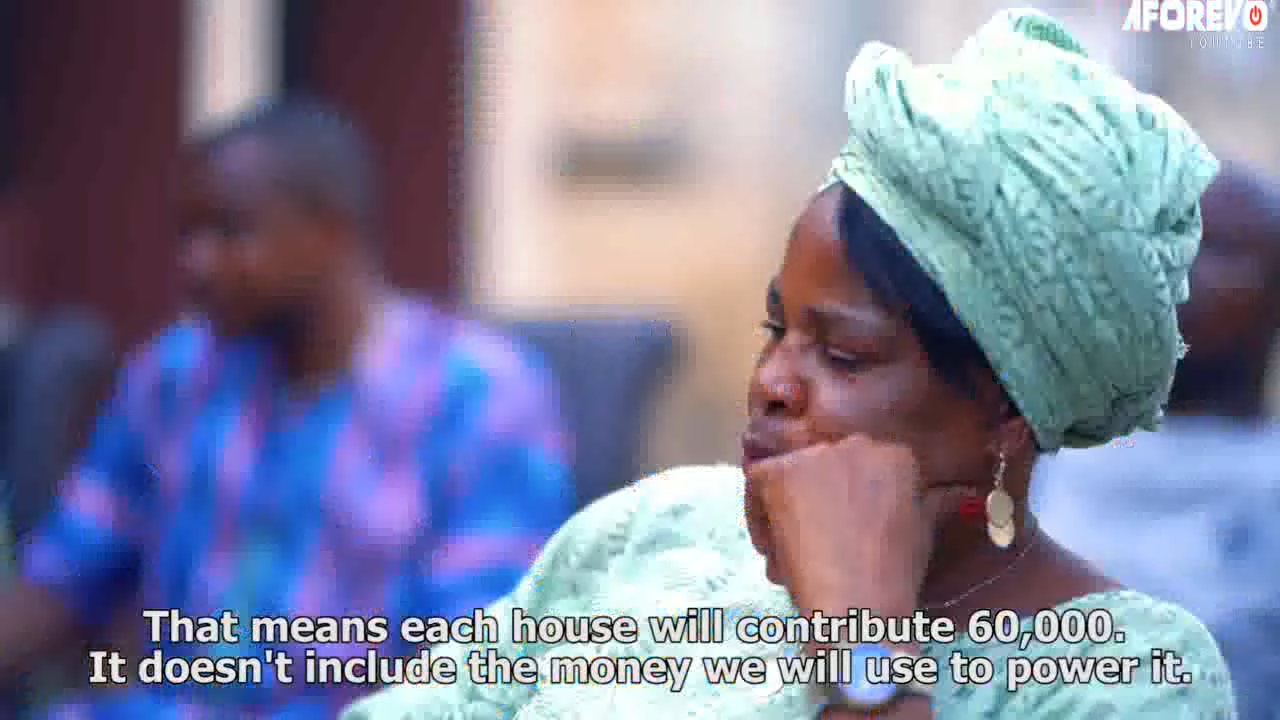 AFOREVO
YOUTUBE
That means each house will contribute 60,000.
It doesn't include the money we will use to power it.